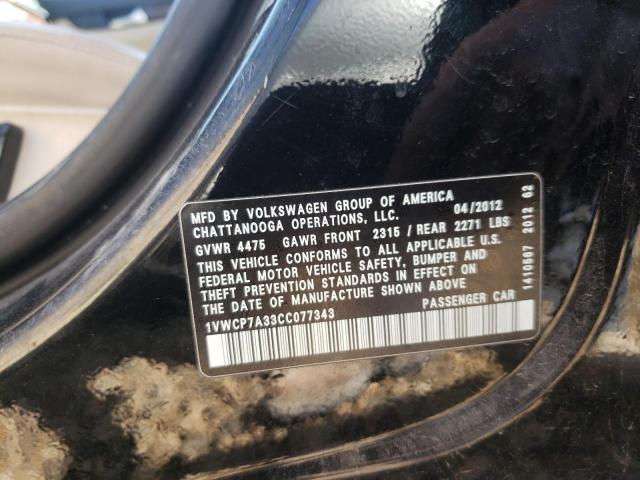 MFD BY VOLKSWAGEN GROUP OF AMERICA
CHATTANOOGA OPERATIONS, LLC. 04/2012
GVWR 4475 GAWR FRONT 2315 / REAR 2271 LBS
THIS VEHICLE CONFORMS TO ALL APPLICABLE U.S.
FEDERAL MOTOR VEHICLE SAFETY, BUMPER AND
THEFT PREVENTION STANDARDS IN EFFECT ON
THE DATE OF MANUFACTURE SHOWN ABOVE
1VWCP7A33CC077343 PASSENGER CAR
1410667 2012 62